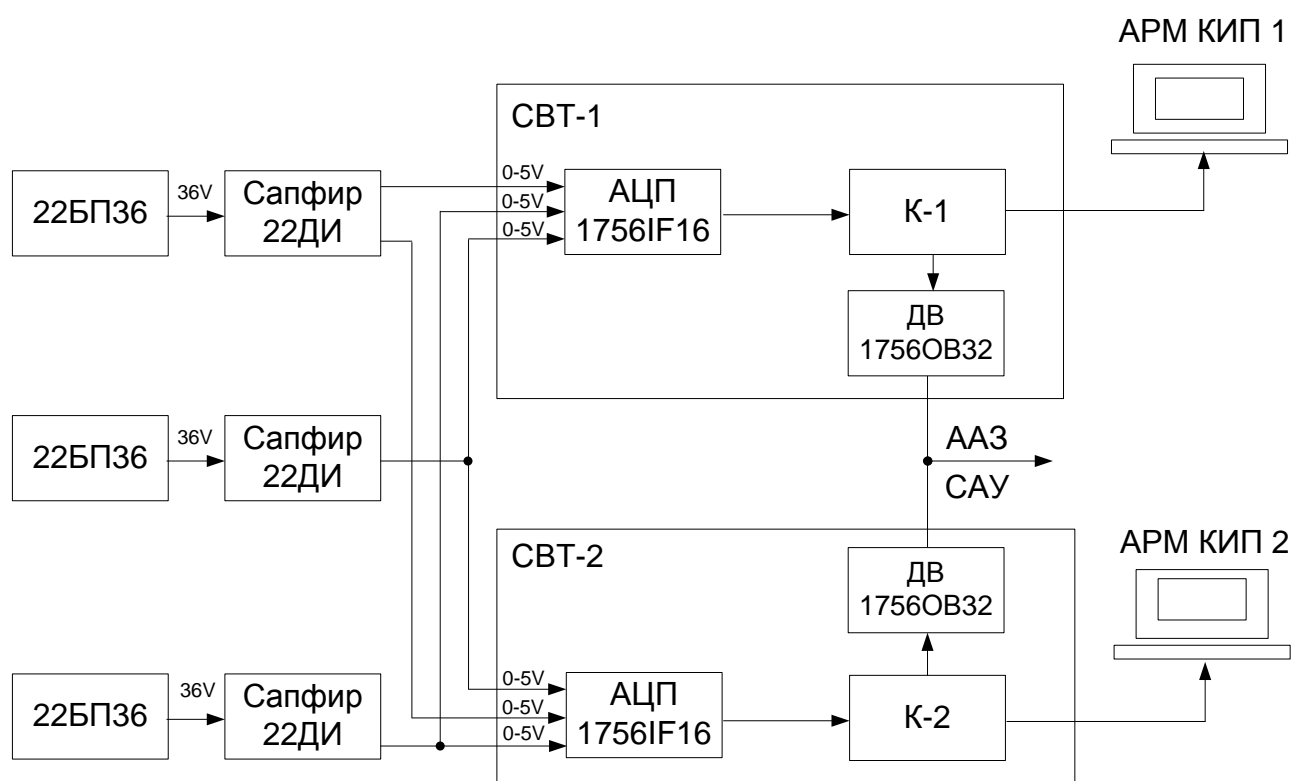 АРМ КИП 1
СВТ-1
22БП36
36V
Сапфир
22ДИ
0-5V
0-5V
0-5V
АЦП
1756IF16
К-1
ДВ
1756OB32
22БП36
36V
Сапфир
22ДИ
ААЗ
САУ
СВТ-2
АРМ КИП 2
ДВ
1756OB32
22БП36
36V
Сапфир
22ДИ
0-5V
0-5V
0-5V
АЦП
1756IF16
К-2